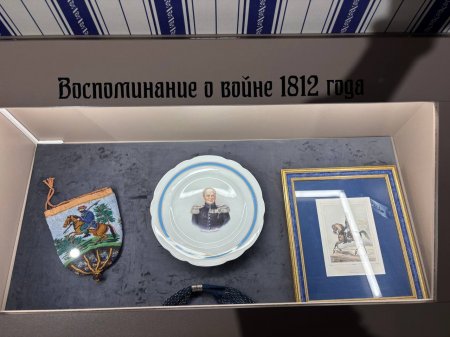 Воспоминание о войне 1812 года